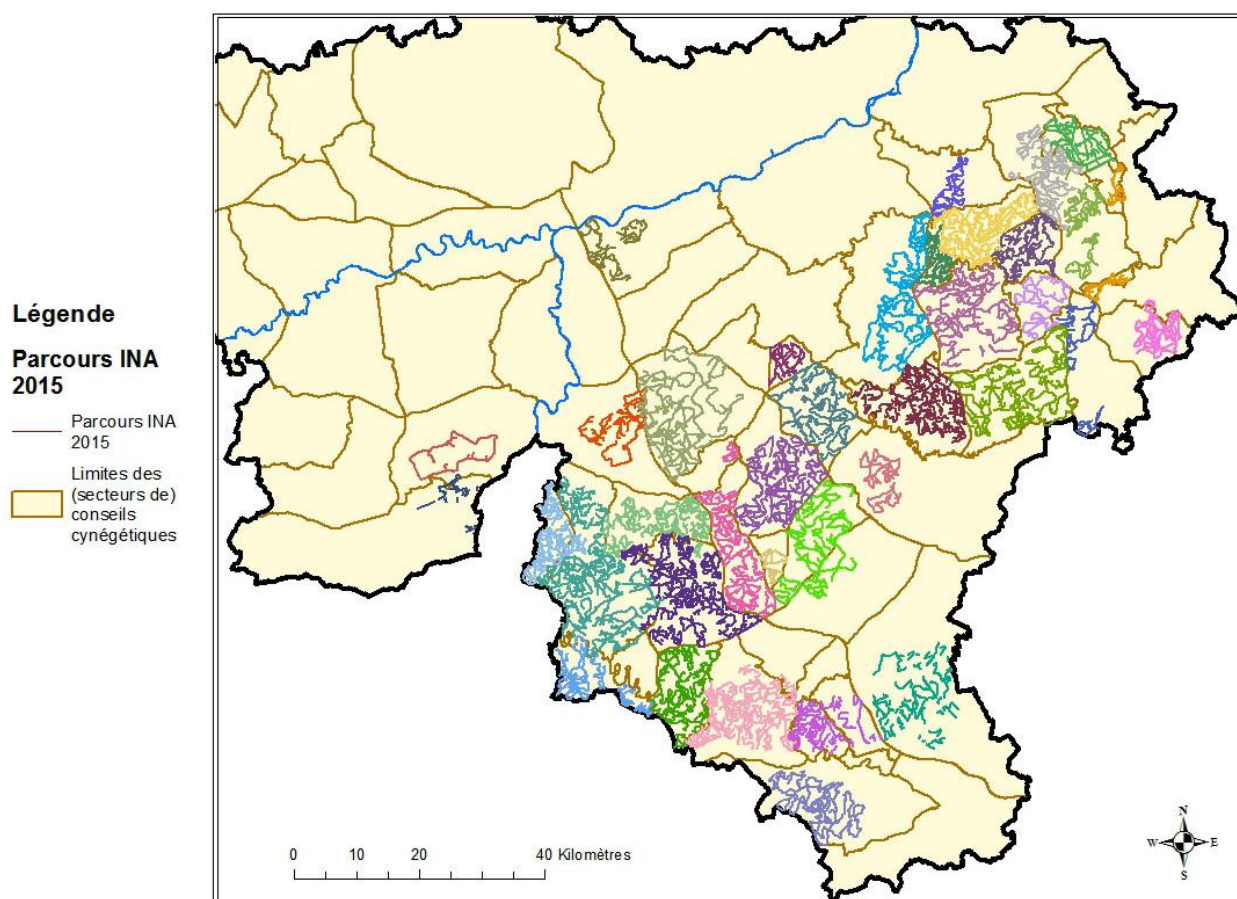 Légende
Parcours INA
2015
Parcours INA
2015
Limites des
(secteurs de)
conseils
cynégétiques
0 10 20 40 Kilomètres
N
W E
S